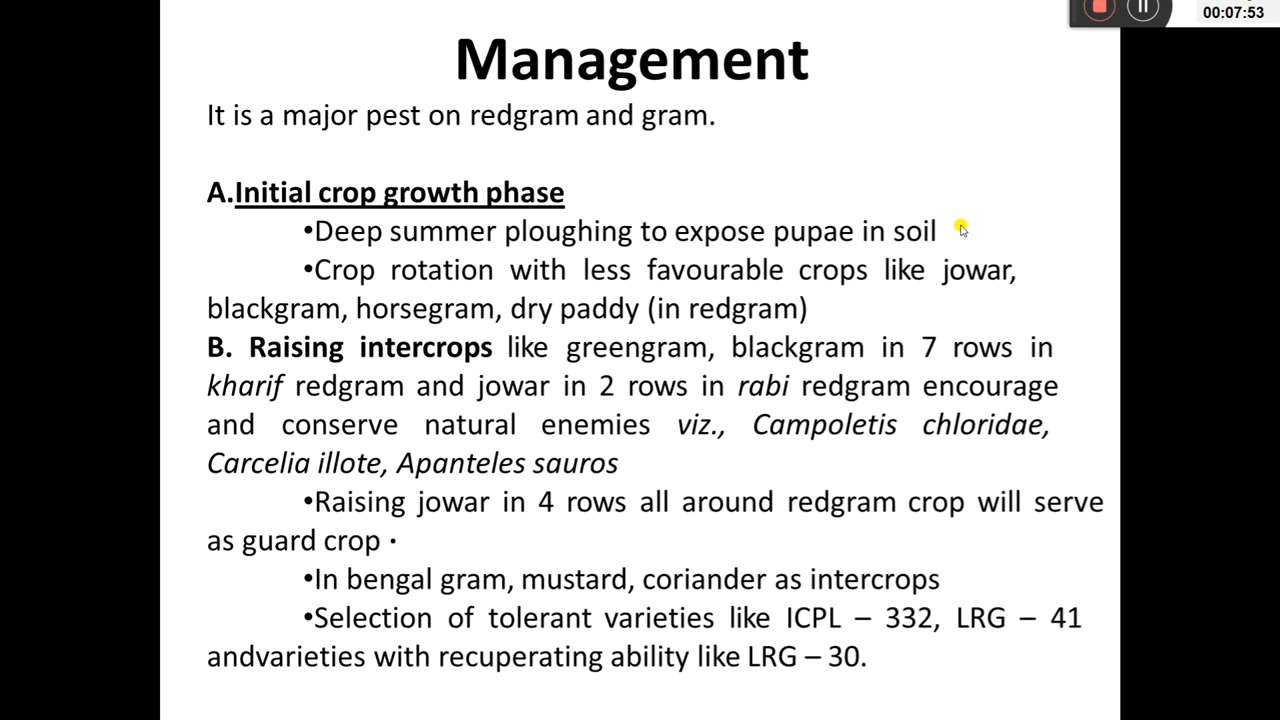 00:07:53
Management
It is a major pest on redgram and gram.
A.Initial crop growth phase
•Deep summer ploughing to expose pupae in soil
•Crop rotation with less favourable crops like jowar,
blackgram, horsegram, dry paddy (in redgram)
B. Raising intercrops like greengram, blackgram in 7 rows in
kharif redgram and jowar in 2 rows in rabi redgram encourage
and conserve natural enemies viz., Campoletis chloridae,
Carcelia illote, Apanteles sauros
•Raising jowar in 4 rows all around redgram crop will serve
as guard crop ·
•In bengal gram, mustard, coriander as intercrops
•Selection of tolerant varieties like ICPL – 332, LRG – 41
andvarieties with recuperating ability like LRG – 30.